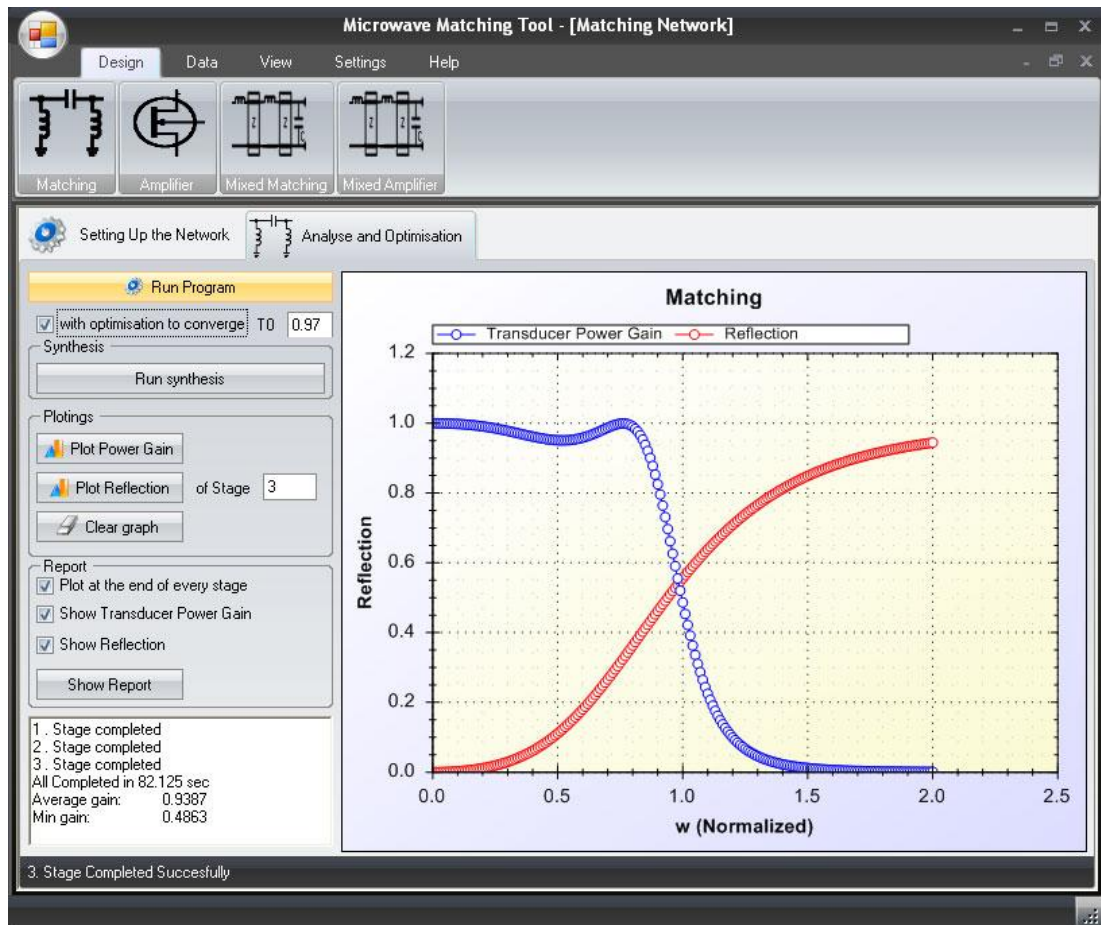 Microwave Matching Tool - [Matching Network]
Design Data View Settings Help
Matching Amplifier Mixed Matching Mixed Amplifier
Setting Up the Network Analyse and Optimisation
Run Program
with optimisation to converge T0 0.97
Synthesis
Run synthesis
Plotings
Plot Power Gain
Plot Reflection of Stage 3
Clear graph
Report
Plot at the end of every stage
Show Transducer Power Gain
Show Reflection
Show Report
1 . Stage completed
2 . Stage completed
3 . Stage completed
All Completed in 82.125 sec
Average gain: 0.9387
Min gain: 0.4863
Matching
Transducer Power Gain Reflection
1.2
1.0
0.8
0.6
0.4
0.2
0.0
Reflection
0.0 0.5 1.0 1.5 2.0 2.5
w (Normalized)
3. Stage Completed Succesfully